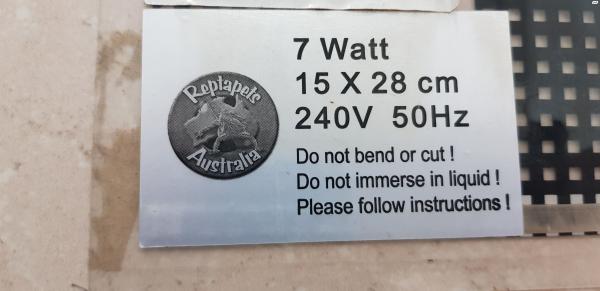 7 Watt
15 X 28 cm
240V 50Hz
Reptapets
Australia
Do not bend or cut !
Do not immerse in liquid !
Please follow instructions !